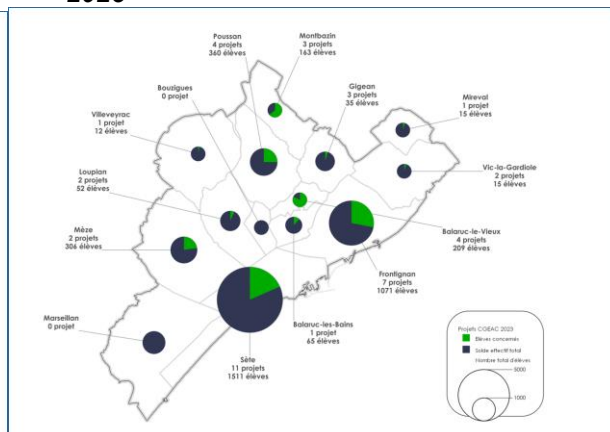 Poussan
4 projets
360 élèves
Montbazin
3 projets
163 élèves
Bouzigues
0 projet
Gigean
3 projets
35 élèves
Mireval
1 projet
15 élèves
Villeveyrac
1 projet
12 élèves
Loupian
2 projets
52 élèves
Vic-la-Gardiole
2 projets
15 élèves
Mèze
2 projets
306 élèves
Balaruc-le-Vieux
4 projets
209 élèves
Frontignan
7 projets
1071 élèves
Marseillan
0 projet
Balaruc-les-Bains
1 projet
65 élèves
Sète
11 projets
1511 élèves
Projets CGEAC 2023
Elèves concernés
Solde effectif total
Nombre total d'élèves
5000
1000